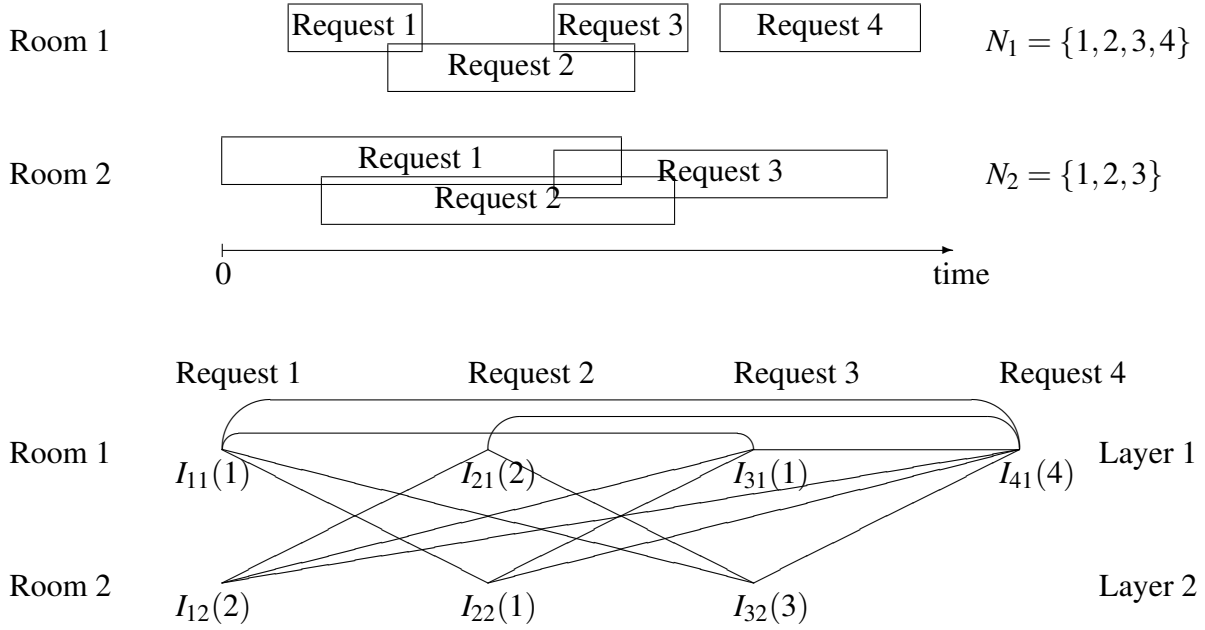 Room 1 Request 1 Request 3 Request 4 N₁ = {1,2,3,4}
Request 2
Room 2 Request 1 Request 3 N₂ = {1,2,3}
Request 2
0 time
Request 1 Request 2 Request 3 Request 4
Room 1 I₁₁(1) I₂₁(2) I₃₁(1) I₄₁(4) Layer 1
Room 2 I₁₂(2) I₂₂(1) I₃₂(3) Layer 2